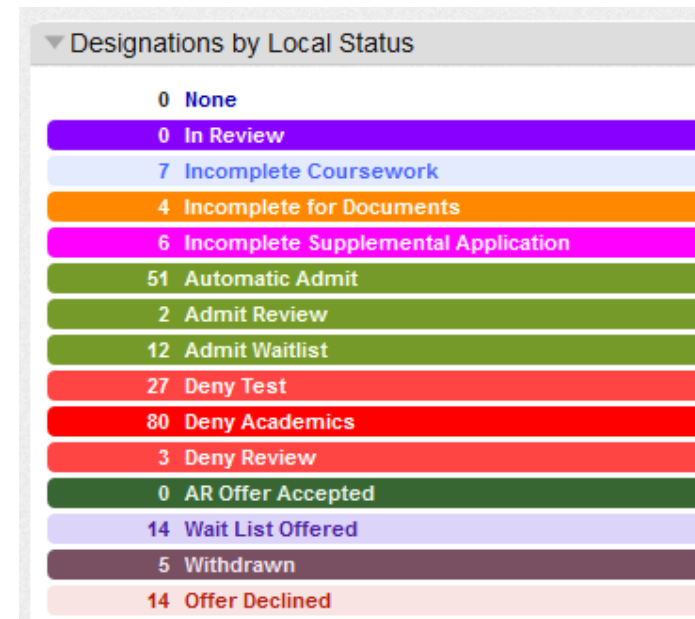 Designations by Local Status
0 None
0 In Review
7 Incomplete Coursework
4 Incomplete for Documents
6 Incomplete Supplemental Application
51 Automatic Admit
2 Admit Review
12 Admit Waitlist
27 Deny Test
80 Deny Academics
3 Deny Review
0 AR Offer Accepted
14 Wait List Offered
5 Withdrawn
14 Offer Declined